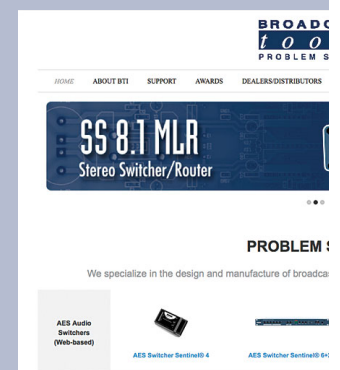 BROADC
too
PROBLEM S
HOME ABOUT BTI SUPPORT AWARDS DEALERS/DISTRIBUTORS
SS 8.1 MLR
Stereo Switcher/Router
PROBLEM
We specialize in the design and manufacture of broadca
AES Audio
Switchers
(Web-based)
AES Switcher Sentinel® 4 AES Switcher Sentinel® 6+